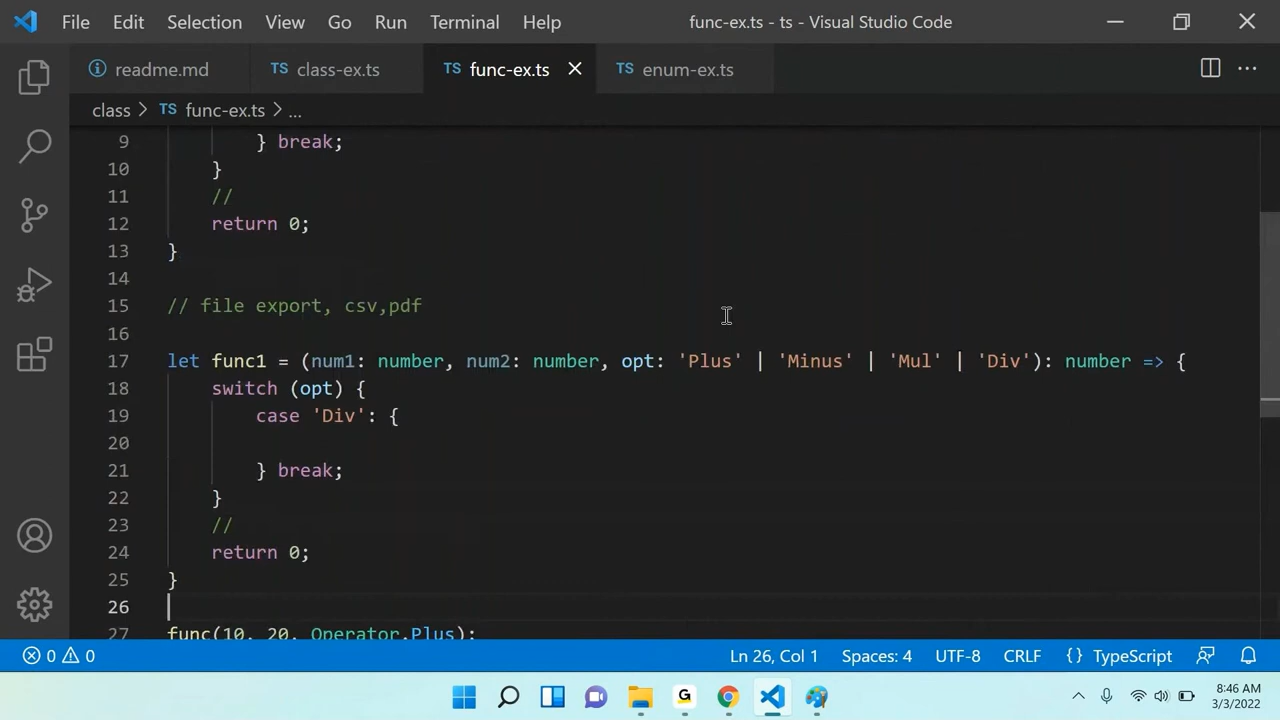 File Edit Selection View Go Run Terminal Help func-ex.ts - ts - Visual Studio Code
readme.md TS class-ex.ts TS func-ex.ts TS enum-ex.ts
class > TS func-ex.ts > ...
9 } break;
10 }
11 //
12 return 0;
13 }
14
15 // file export, csv,pdf
16
17 let func1 = (num1: number, num2: number, opt: 'Plus' | 'Minus' | 'Mul' | 'Div'): number => {
18 switch (opt) {
19 case 'Div': {
20
21 } break;
22 }
23 //
24 return 0;
25 }
26
27 func(10, 20, Operator.Plus);
0 0 Ln 26, Col 1 Spaces: 4 UTF-8 CRLF {} TypeScript
G 8:46 AM
3/3/2022